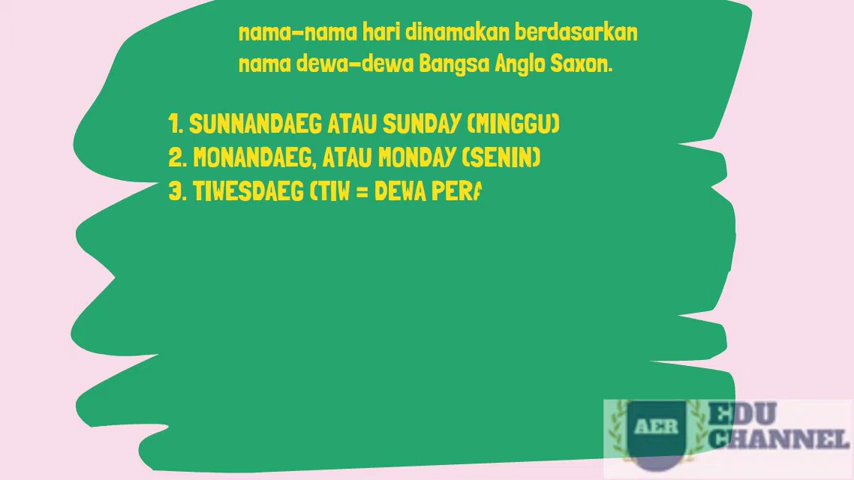 nama-nama hari dinamakan berdasarkan
nama dewa-dewa Bangsa Anglo Saxon.
1. SUNNANDAEG ATAU SUNDAY (MINGGU)
2. MONANDAEG, ATAU MONDAY (SENIN)
3. TIWESDAEG (TIW = DEWA PERA
AER EDU
CHANNEL